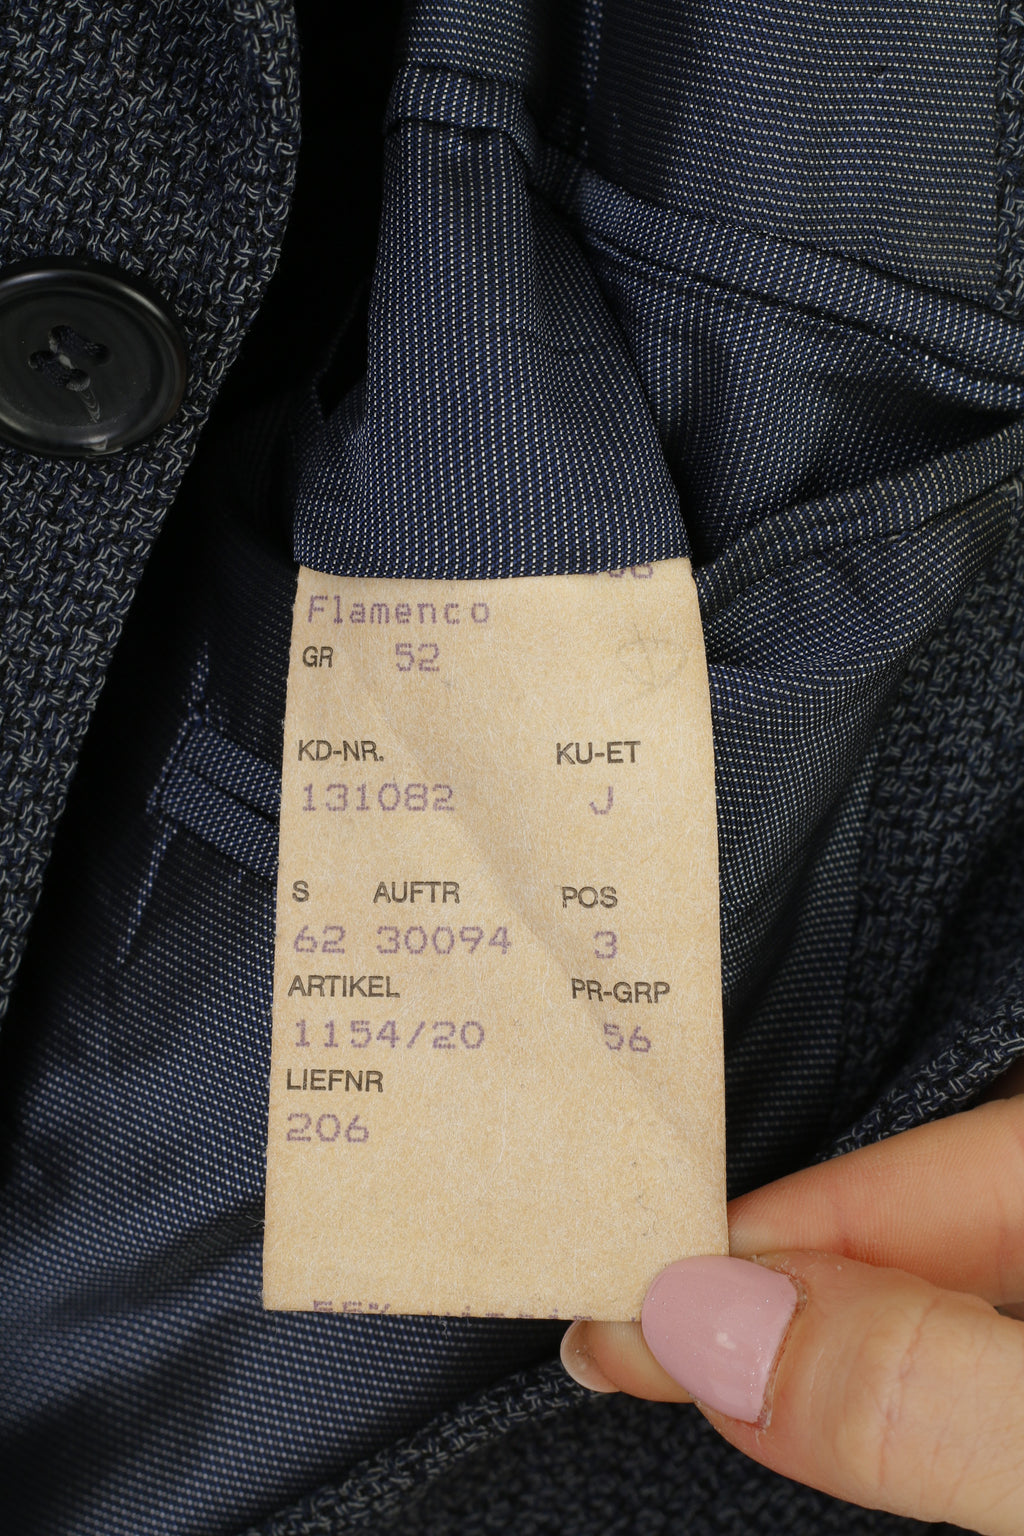 Flamenco
GR 52
KD-NR. KU-ET
131082 J
S AUFTR POS
62 30094 3
ARTIKEL PR-GRP
1154/20 56
LIEFNR
206
55%